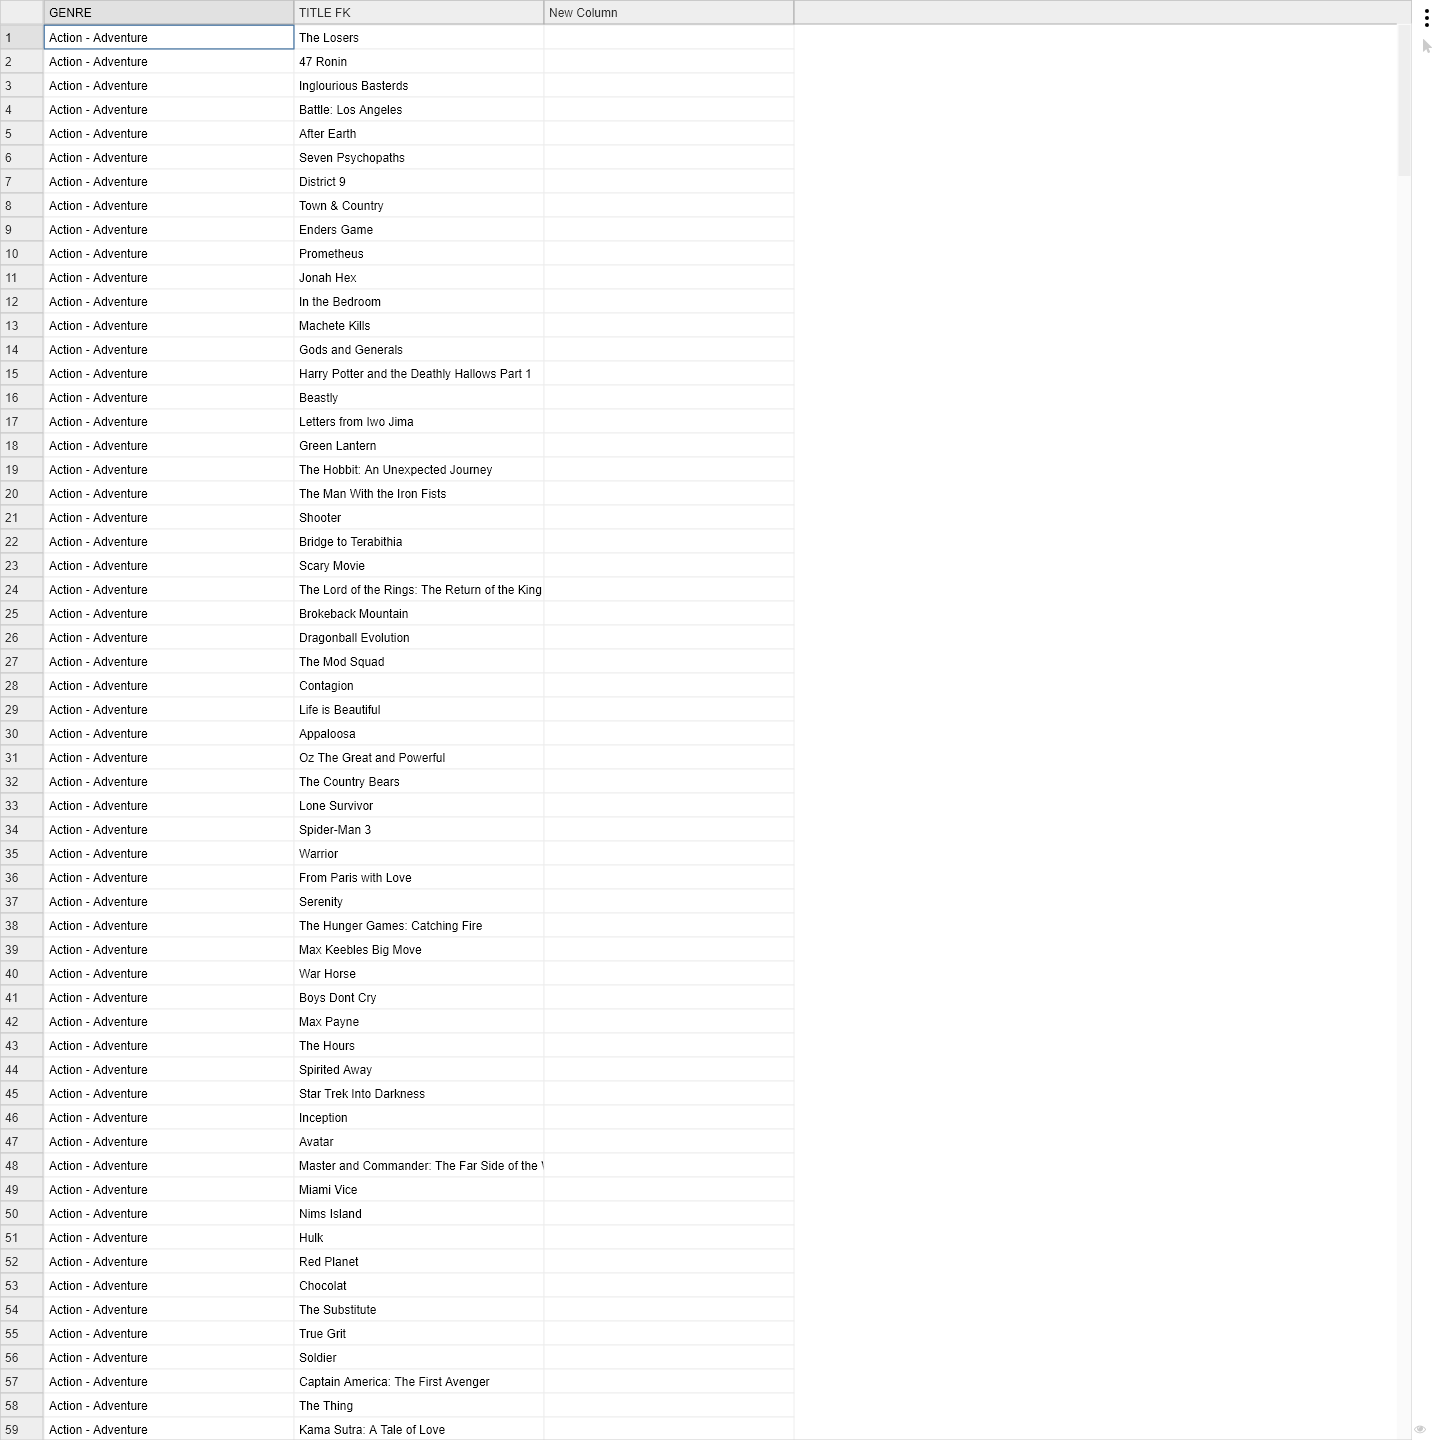 GENRE TITLE FK New Column
1 Action - Adventure The Losers
2 Action - Adventure 47 Ronin
3 Action - Adventure Inglourious Basterds
4 Action - Adventure Battle: Los Angeles
5 Action - Adventure After Earth
6 Action - Adventure Seven Psychopaths
7 Action - Adventure District 9
8 Action - Adventure Town & Country
9 Action - Adventure Enders Game
10 Action - Adventure Prometheus
11 Action - Adventure Jonah Hex
12 Action - Adventure In the Bedroom
13 Action - Adventure Machete Kills
14 Action - Adventure Gods and Generals
15 Action - Adventure Harry Potter and the Deathly Hallows Part 1
16 Action - Adventure Beastly
17 Action - Adventure Letters from Iwo Jima
18 Action - Adventure Green Lantern
19 Action - Adventure The Hobbit: An Unexpected Journey
20 Action - Adventure The Man With the Iron Fists
21 Action - Adventure Shooter
22 Action - Adventure Bridge to Terabithia
23 Action - Adventure Scary Movie
24 Action - Adventure The Lord of the Rings: The Return of the King
25 Action - Adventure Brokeback Mountain
26 Action - Adventure Dragonball Evolution
27 Action - Adventure The Mod Squad
28 Action - Adventure Contagion
29 Action - Adventure Life is Beautiful
30 Action - Adventure Appaloosa
31 Action - Adventure Oz The Great and Powerful
32 Action - Adventure The Country Bears
33 Action - Adventure Lone Survivor
34 Action - Adventure Spider-Man 3
35 Action - Adventure Warrior
36 Action - Adventure From Paris with Love
37 Action - Adventure Serenity
38 Action - Adventure The Hunger Games: Catching Fire
39 Action - Adventure Max Keebles Big Move
40 Action - Adventure War Horse
41 Action - Adventure Boys Dont Cry
42 Action - Adventure Max Payne
43 Action - Adventure The Hours
44 Action - Adventure Spirited Away
45 Action - Adventure Star Trek Into Darkness
46 Action - Adventure Inception
47 Action - Adventure Avatar
48 Action - Adventure Master and Commander: The Far Side of the
49 Action - Adventure Miami Vice
50 Action - Adventure Nims Island
51 Action - Adventure Hulk
52 Action - Adventure Red Planet
53 Action - Adventure Chocolat
54 Action - Adventure The Substitute
55 Action - Adventure True Grit
56 Action - Adventure Soldier
57 Action - Adventure Captain America: The First Avenger
58 Action - Adventure The Thing
59 Action - Adventure Kama Sutra: A Tale of Love